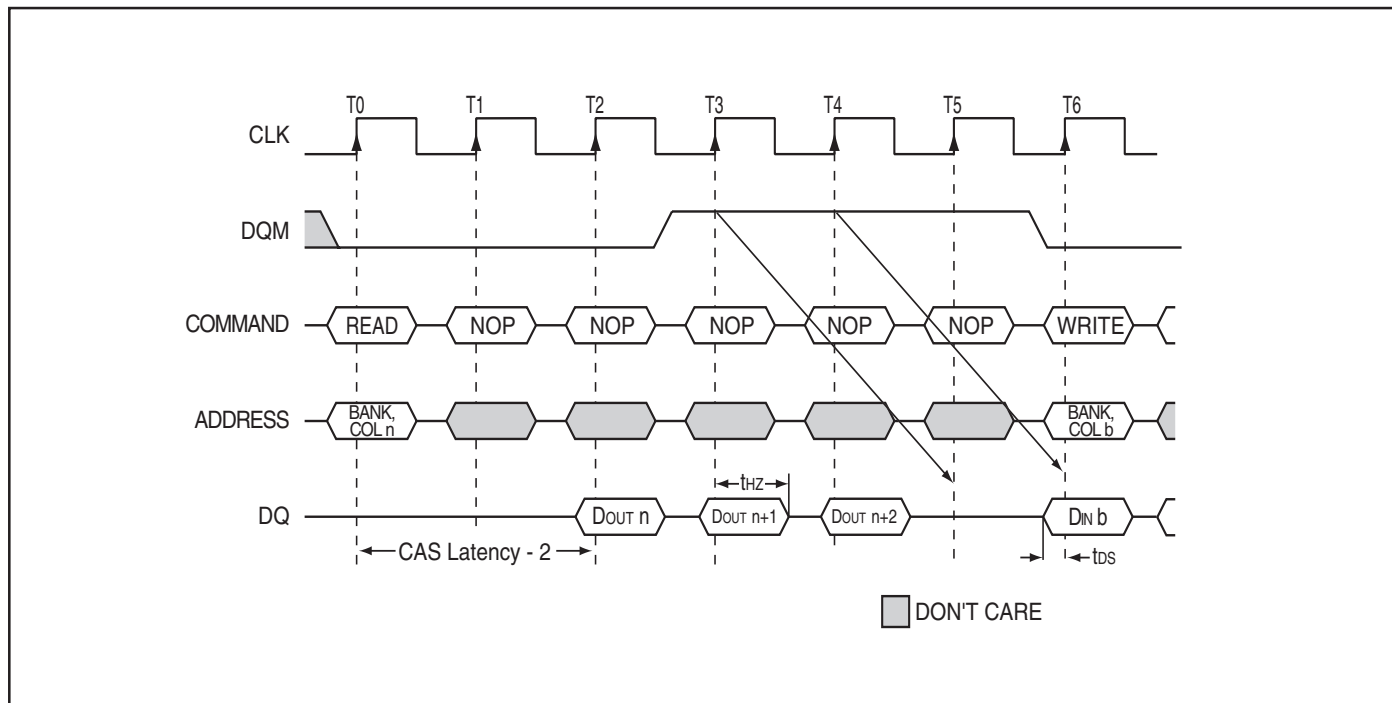 T0 T1 T2 T3 T4 T5 T6
CLK
DQM
COMMAND READ NOP NOP NOP NOP NOP WRITE
ADDRESS BANK, COL n BANK, COL b
tHZ
DQ DOUT n DOUT n+1 DOUT n+2 DIN b
CAS Latency - 2 tDS
DON'T CARE